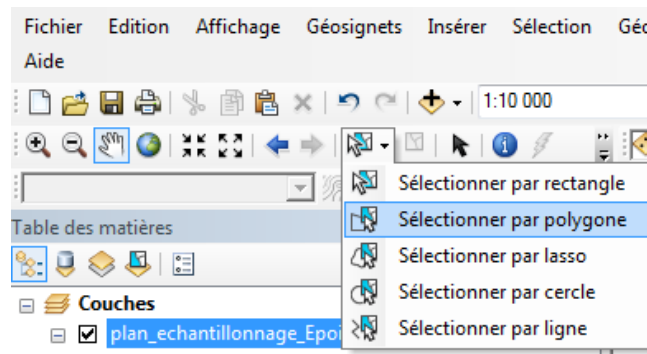 Fichier Edition Affichage Géosignets Insérer Sélection
Aide
1:10 000
Sélectionner par rectangle
Table des matières
Sélectionner par polygone
Sélectionner par lasso
Sélectionner par cercle
Couches
Sélectionner par ligne
plan_echantillonnage_Epoi